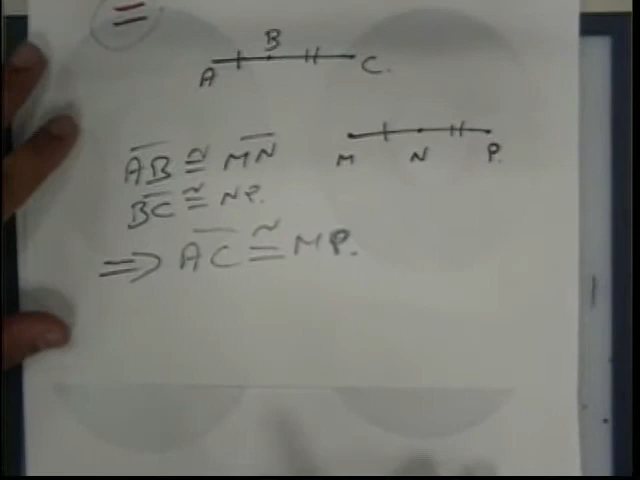 =
B
A C.
M N P.
AB ≅ MN
BC ≅ NP.
⇒ AC ≅ MP.